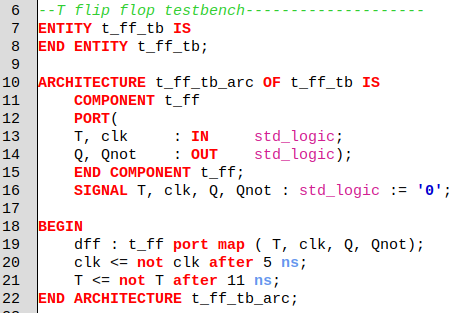 6 --T flip flop testbench--------------------
7 ENTITY t_ff_tb IS
8 END ENTITY t_ff_tb;
9
10 ARCHITECTURE t_ff_tb_arc OF t_ff_tb IS
11     COMPONENT t_ff
12     PORT(
13     T, clk     : IN     std_logic;
14     Q, Qnot    : OUT    std_logic);
15     END COMPONENT t_ff;
16     SIGNAL T, clk, Q, Qnot : std_logic := '0';
17
18 BEGIN
19     dff : t_ff port map ( T, clk, Q, Qnot);
20     clk <= not clk after 5 ns;
21     T <= not T after 11 ns;
22 END ARCHITECTURE t_ff_tb_arc;